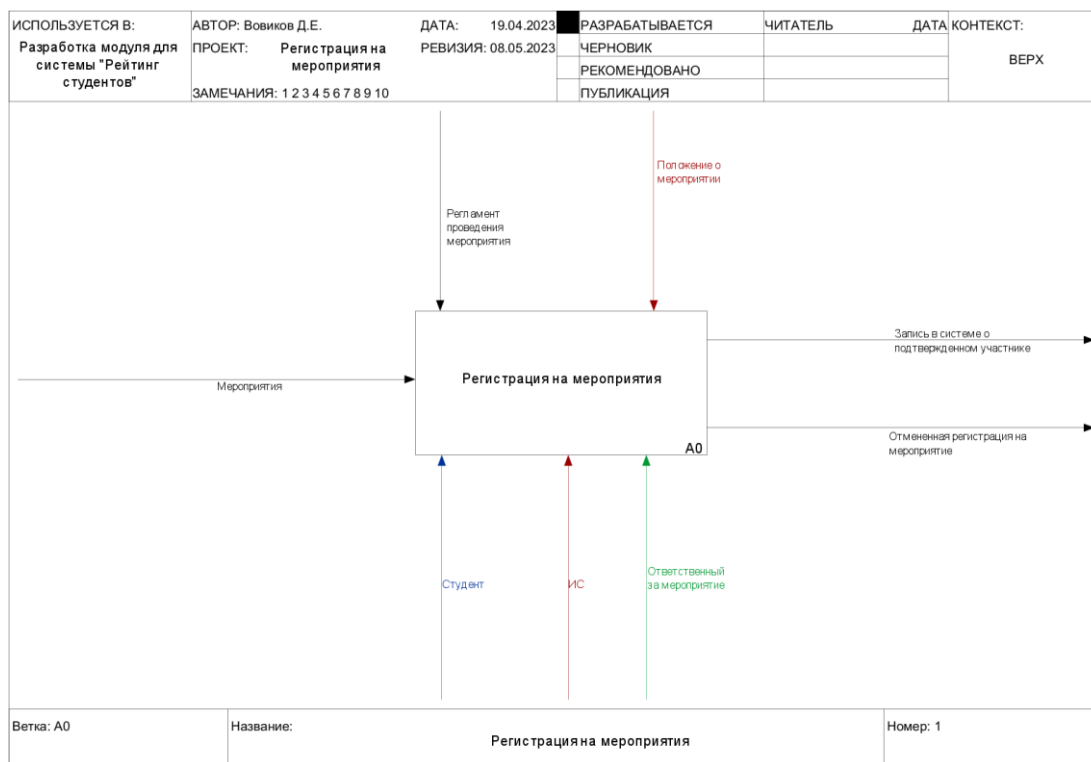 ИСПОЛЬЗУЕТСЯ В:
Разработка модуля для
системы "Рейтинг
студентов"
АВТОР: Вовиков Д.Е.
ДАТА: 19.04.2023
ПРОЕКТ: Регистрация на
мероприятия
РЕВИЗИЯ: 08.05.2023
ЗАМЕЧАНИЯ: 1 2 3 4 5 6 7 8 9 10
РАЗРАБАТЫВАЕТСЯ
ЧЕРНОВИК
РЕКОМЕНДОВАНО
ПУБЛИКАЦИЯ
ЧИТАТЕЛЬ
ДАТА
КОНТЕКСТ:
ВЕРХ
Положение о
мероприятии
Регламент
проведения
мероприятия
Запись в системе о
подтвержденном участнике
Регистрация на мероприятия
Мероприятия
A0
Отмененная регистрация на
мероприятие
Студент
ИС
Ответственный
за мероприятие
Ветка: A0
Название:
Регистрация на мероприятия
Номер: 1